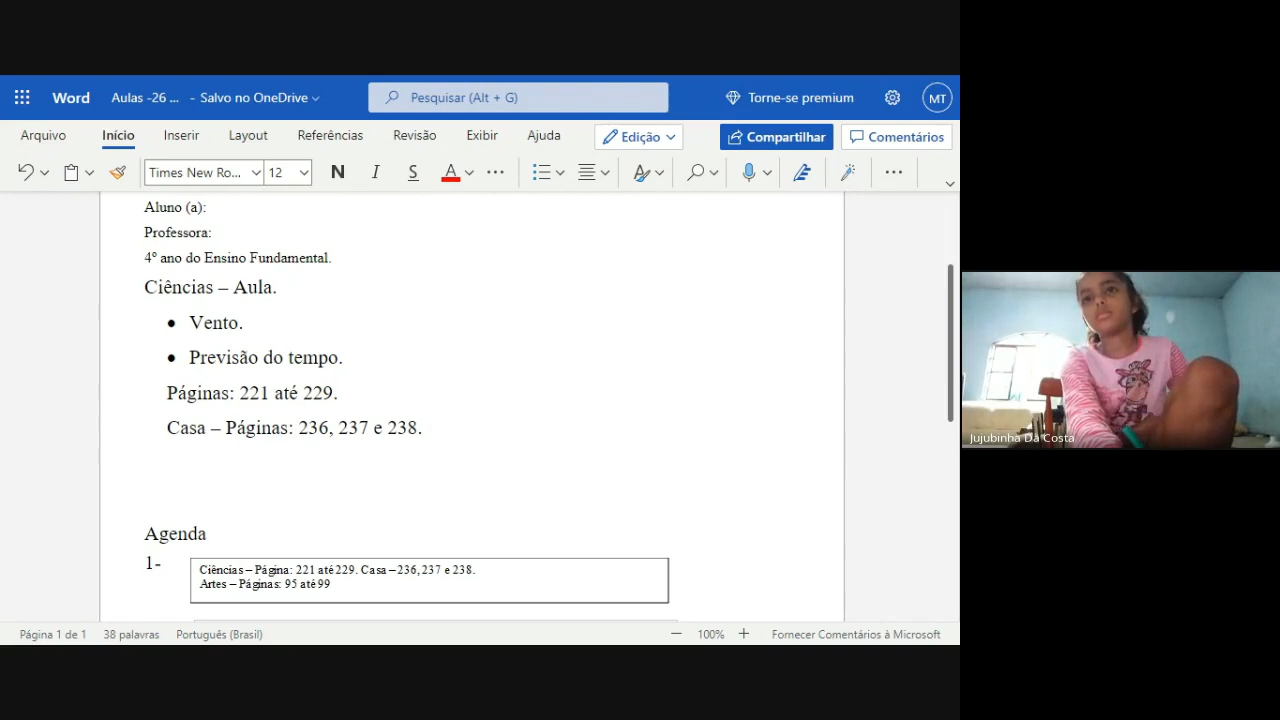 Word Aulas -26 ... - Salvo no OneDrive Pesquisar (Alt + G) Torne-se premium MT
Arquivo Início Inserir Layout Referências Revisão Exibir Ajuda Edição Compartilhar Comentários
Times New Ro... 12 N I S A
Aluno (a):
Professora:
4º ano do Ensino Fundamental.
Ciências – Aula.
• Vento.
• Previsão do tempo.
Páginas: 221 até 229.
Casa – Páginas: 236, 237 e 238.
Agenda
1-
Ciências – Página: 221 até 229. Casa – 236, 237 e 238.
Artes – Páginas: 95 até 99
Página 1 de 1 38 palavras Português (Brasil) 100% Fornecer Comentários à Microsoft
Jujubinha Da Costa